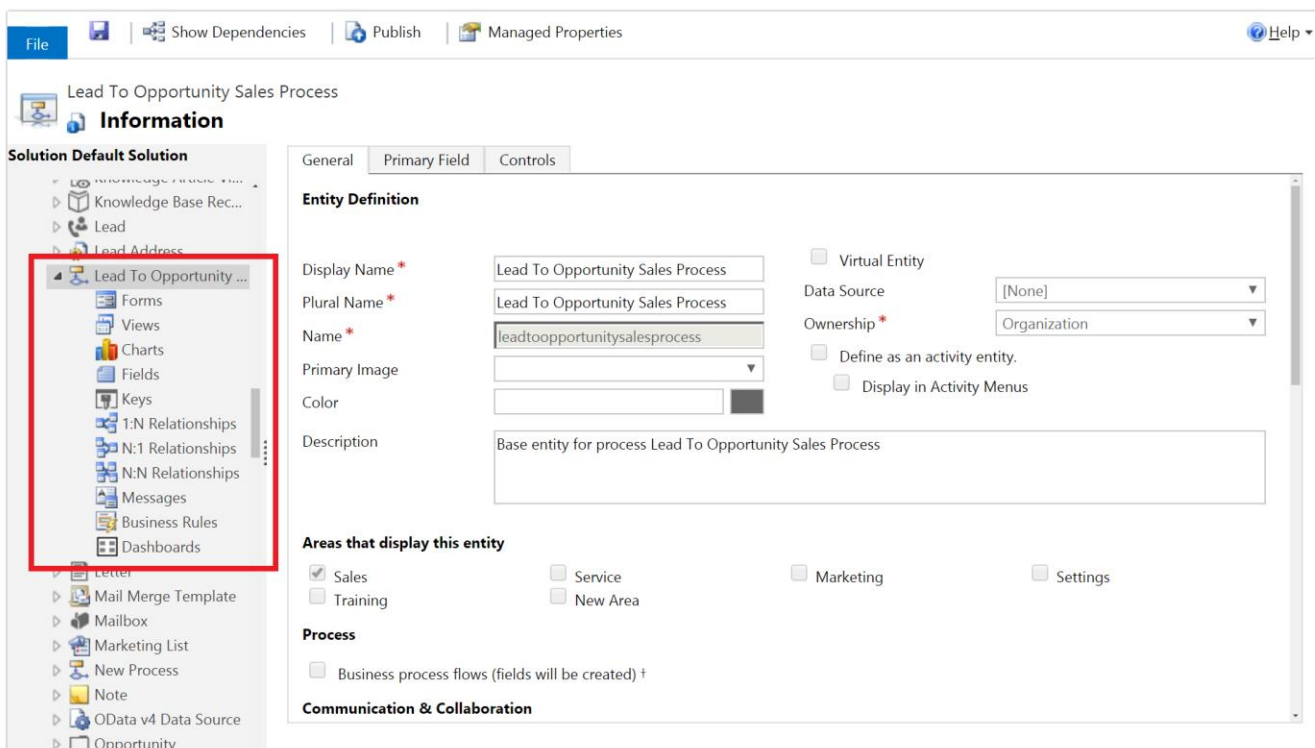 File Show Dependencies Publish Managed Properties Help
Lead To Opportunity Sales Process
Information
Solution Default Solution
Knowledge Base Rec...
Lead
Lead Address
Lead To Opportunity ...
Forms
Views
Charts
Fields
Keys
1:N Relationships
N:1 Relationships
N:N Relationships
Messages
Business Rules
Dashboards
Letter
Mail Merge Template
Mailbox
Marketing List
New Process
Note
OData v4 Data Source
Opportunity
General Primary Field Controls
Entity Definition
Display Name * Lead To Opportunity Sales Process
Plural Name * Lead To Opportunity Sales Process
Name * leadtoopportunitysalesprocess
Primary Image
Color
Virtual Entity
Data Source [None]
Ownership * Organization
Define as an activity entity.
Display in Activity Menus
Description Base entity for process Lead To Opportunity Sales Process
Areas that display this entity
Sales Service Marketing Settings
Training New Area
Process
Business process flows (fields will be created) †
Communication & Collaboration